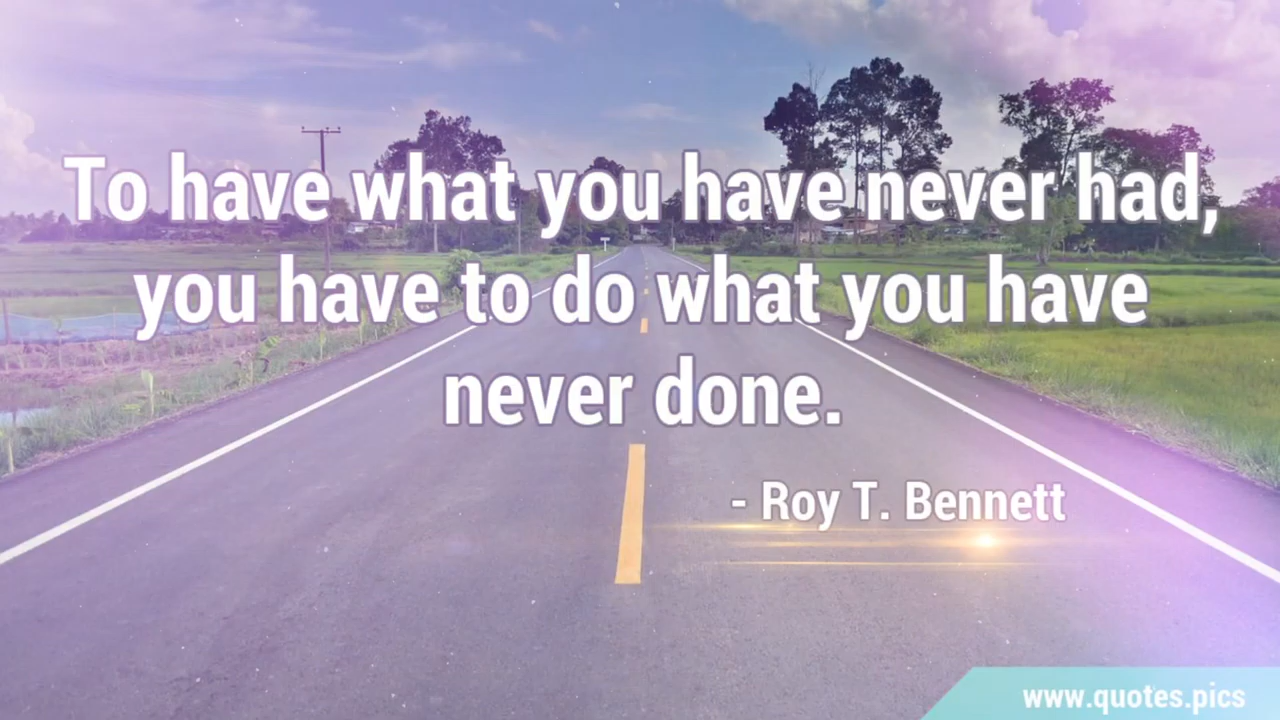 To have what you have never had,
you have to do what you have
never done.
- Roy T. Bennett
www.quotes.pics